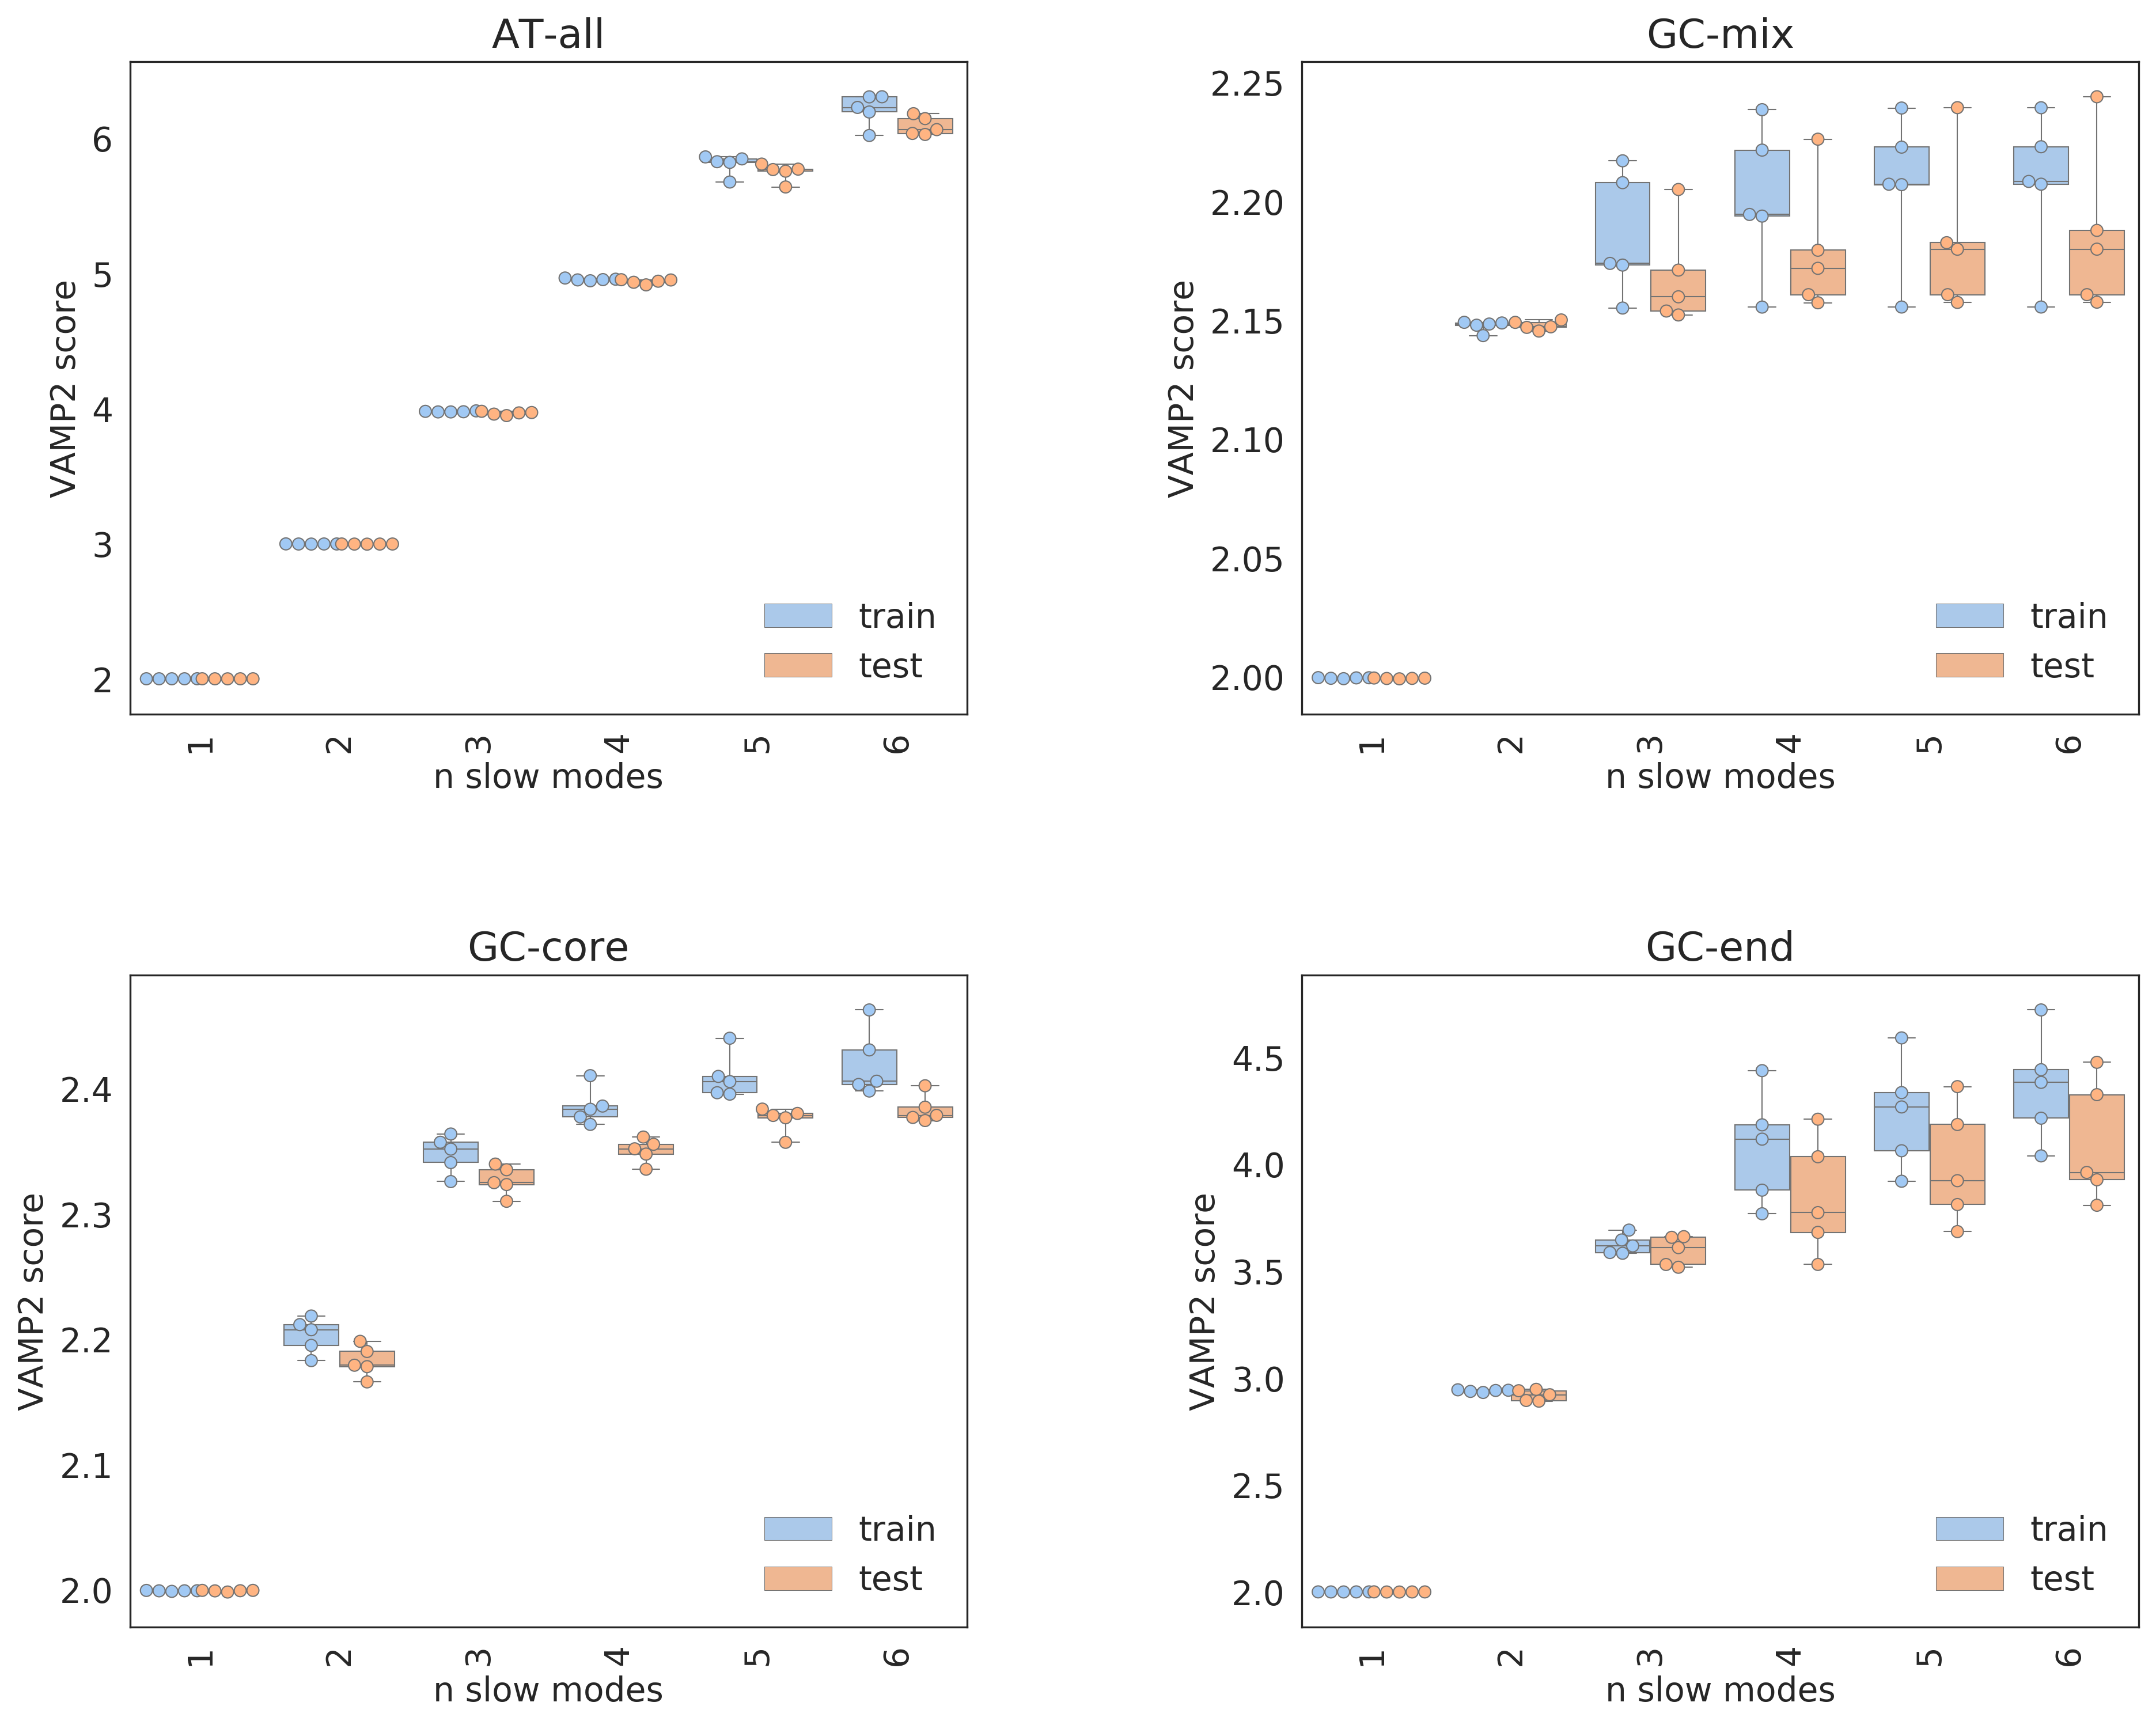 AT-all
VAMP2 score
6
5
4
3
2
train
test
1 2 3 4 5 6
n slow modes
GC-mix
VAMP2 score
2.25
2.20
2.15
2.10
2.05
2.00
train
test
1 2 3 4 5 6
n slow modes
GC-core
VAMP2 score
2.4
2.3
2.2
2.1
2.0
train
test
1 2 3 4 5 6
n slow modes
GC-end
VAMP2 score
4.5
4.0
3.5
3.0
2.5
2.0
train
test
1 2 3 4 5 6
n slow modes